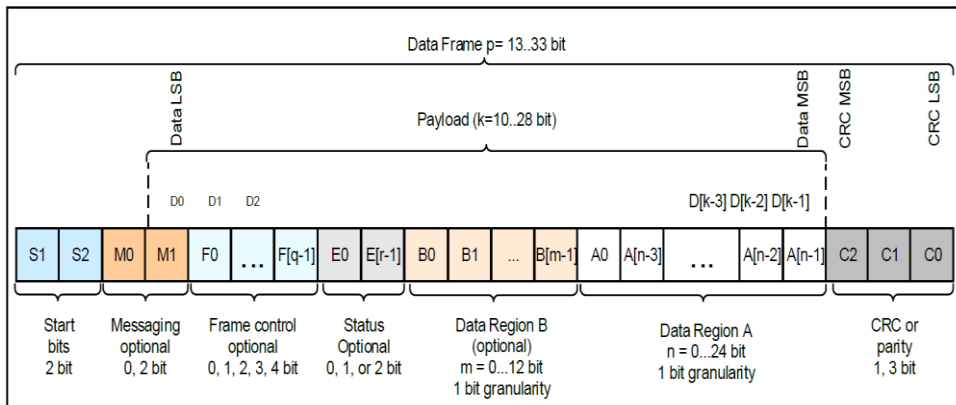 Data Frame p= 13..33 bit
Data LSB
Payload (k=10..28 bit)
Data MSB
CRC MSB
CRC LSB
D0 D1 D2
D[k-3] D[k-2] D[k-1]
S1 S2 M0 M1 F0 ... F[q-1] E0 E[r-1] B0 B1 ... B[m-1] A0 A[n-3] ... A[n-2] A[n-1] C2 C1 C0
Start
bits
2 bit
Messaging
optional
0, 2 bit
Frame control
optional
0, 1, 2, 3, 4 bit
Status
Optional
0, 1, or 2 bit
Data Region B
(optional)
m = 0...12 bit
1 bit granularity
Data Region A
n = 0...24 bit
1 bit granularity
CRC or
parity
1, 3 bit